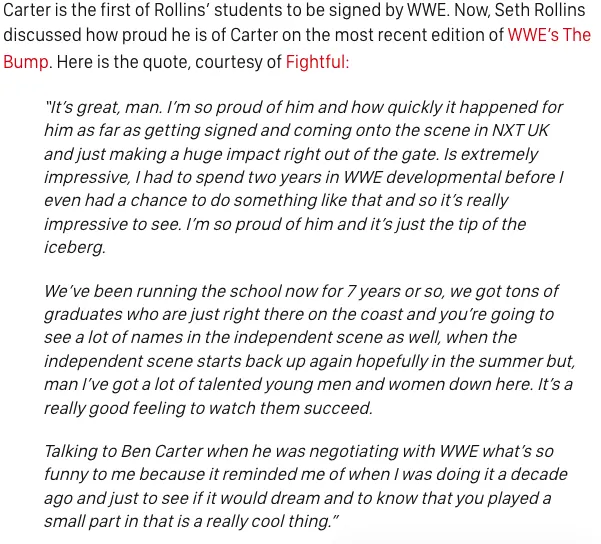 Carter is the first of Rollins’ students to be signed by WWE. Now, Seth Rollins
discussed how proud he is of Carter on the most recent edition of WWE’s The
Bump. Here is the quote, courtesy of Fightful:
“It’s great, man. I’m so proud of him and how quickly it happened for
him as far as getting signed and coming onto the scene in NXT UK
and just making a huge impact right out of the gate. Is extremely
impressive, I had to spend two years in WWE developmental before I
even had a chance to do something like that and so it’s really
impressive to see. I’m so proud of him and it’s just the tip of the
iceberg.
We’ve been running the school now for 7 years or so, we got tons of
graduates who are just right there on the coast and you’re going to
see a lot of names in the independent scene as well, when the
independent scene starts back up again hopefully in the summer but,
man I’ve got a lot of talented young men and women down here. It’s a
really good feeling to watch them succeed.
Talking to Ben Carter when he was negotiating with WWE what’s so
funny to me because it reminded me of when I was doing it a decade
ago and just to see if it would dream and to know that you played a
small part in that is a really cool thing.”